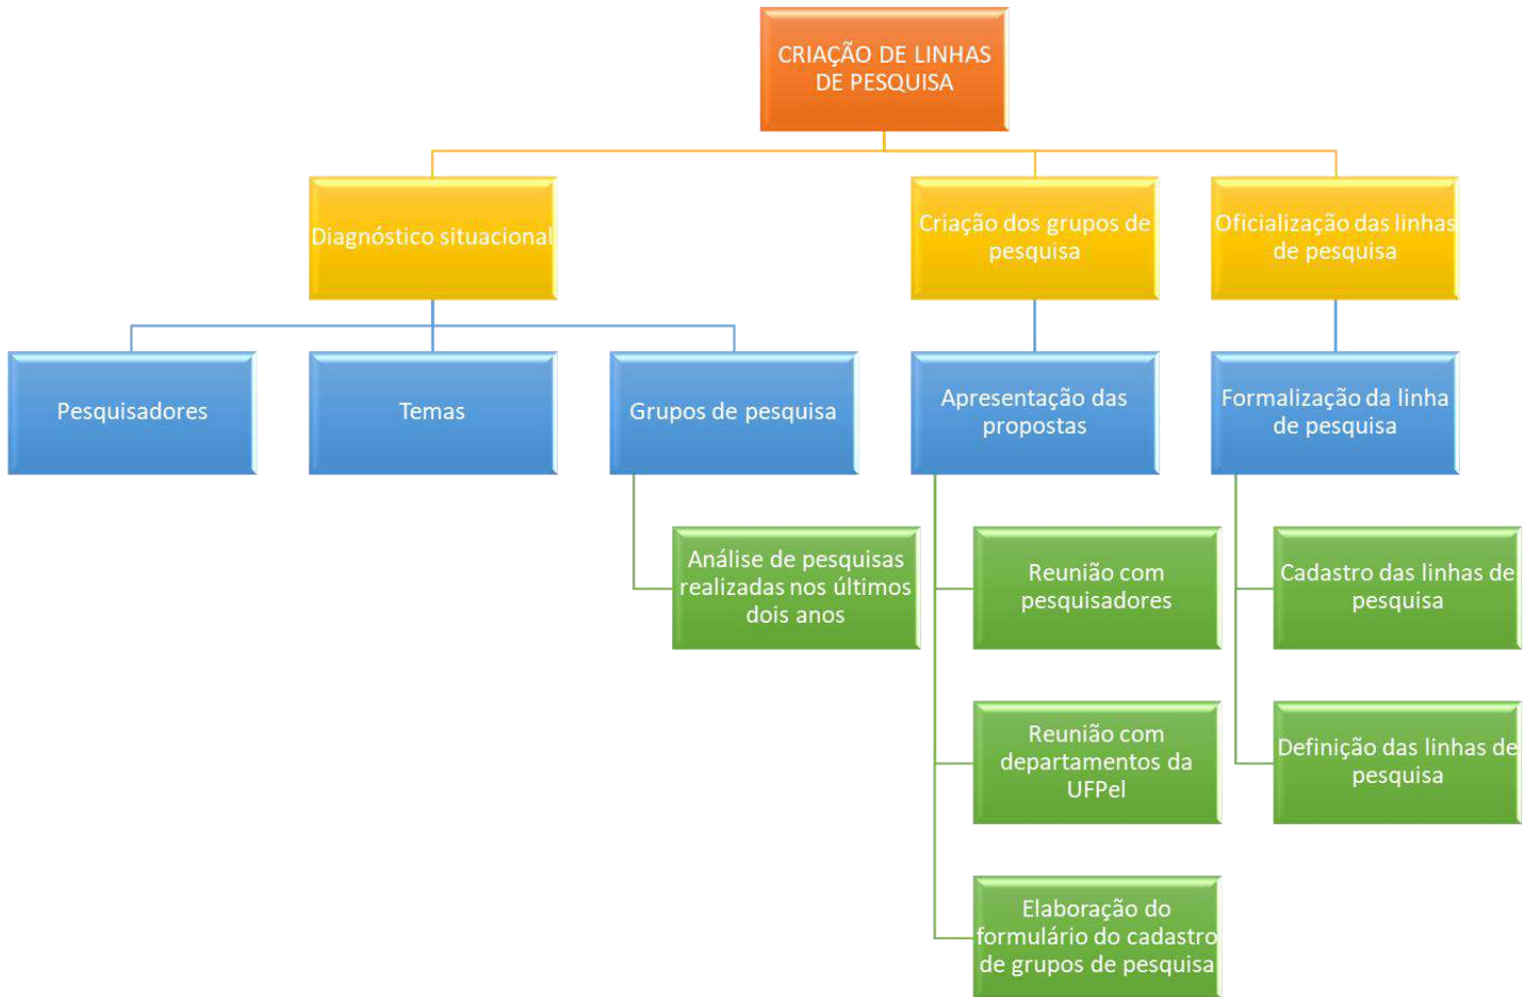 CRIAÇÃO DE LINHAS
DE PESQUISA
Diagnóstico situacional
Criação dos grupos de
pesquisa
Oficialização das linhas
de pesquisa
Pesquisadores
Temas
Grupos de pesquisa
Apresentação das
propostas
Formalização da linha
de pesquisa
Análise de pesquisas
realizadas nos últimos
dois anos
Reunião com
pesquisadores
Cadastro das linhas de
pesquisa
Reunião com
departamentos da
UFPel
Definição das linhas de
pesquisa
Elaboração do
formulário do cadastro
de grupos de pesquisa